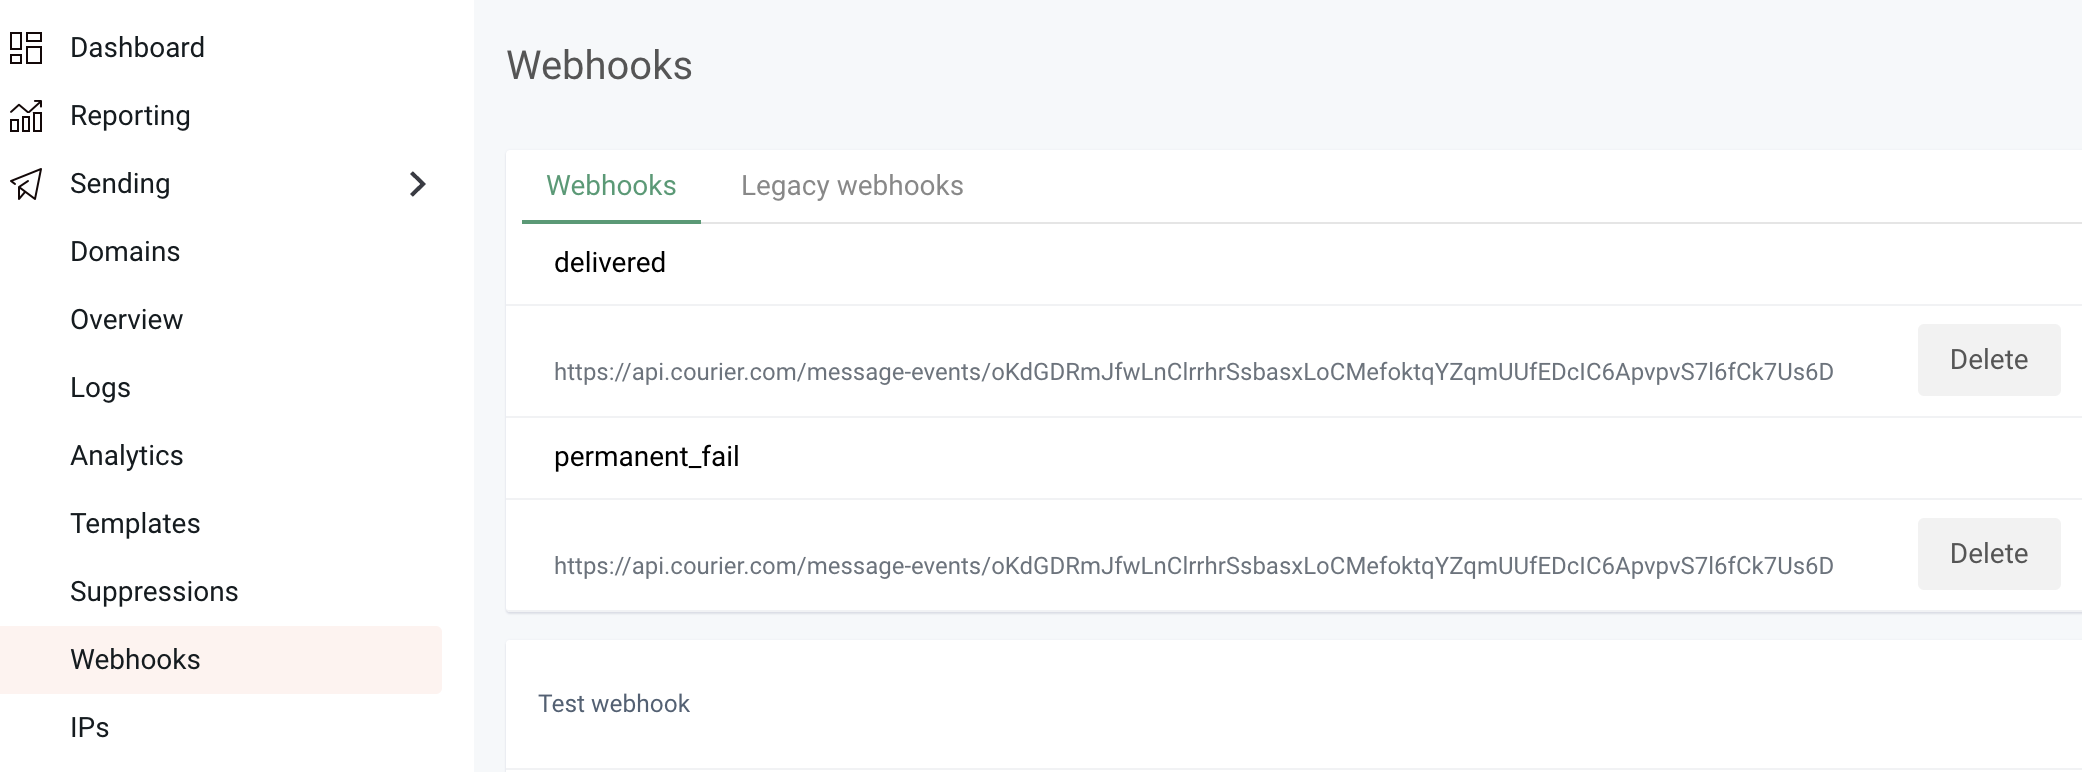 Dashboard
Reporting
Sending
Domains
Overview
Logs
Analytics
Templates
Suppressions
Webhooks
IPs
Webhooks
Webhooks Legacy webhooks
delivered
https://api.courier.com/message-events/oKdGDRmJfwLnClrrhrSsbasxLoCMefoktqYZqmUUfEDcIC6ApvpvS7l6fCk7Us6D Delete
permanent_fail
https://api.courier.com/message-events/oKdGDRmJfwLnClrrhrSsbasxLoCMefoktqYZqmUUfEDcIC6ApvpvS7l6fCk7Us6D Delete
Test webhook